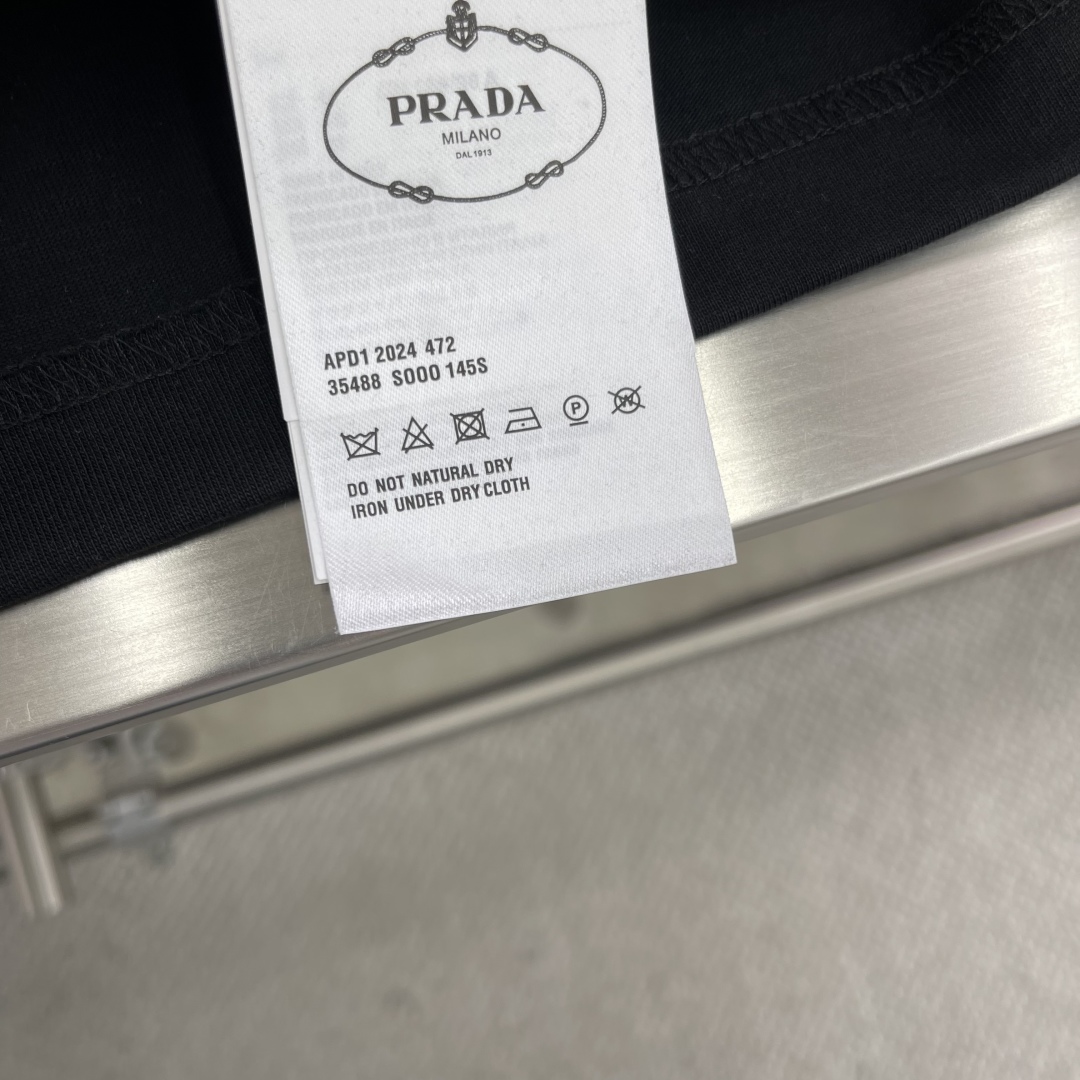 PRADA
MILANO
DAL 1913
APD1 2024 472
35488 S000 145S
P
W
DO NOT NATURAL DRY
IRON UNDER DRY CLOTH